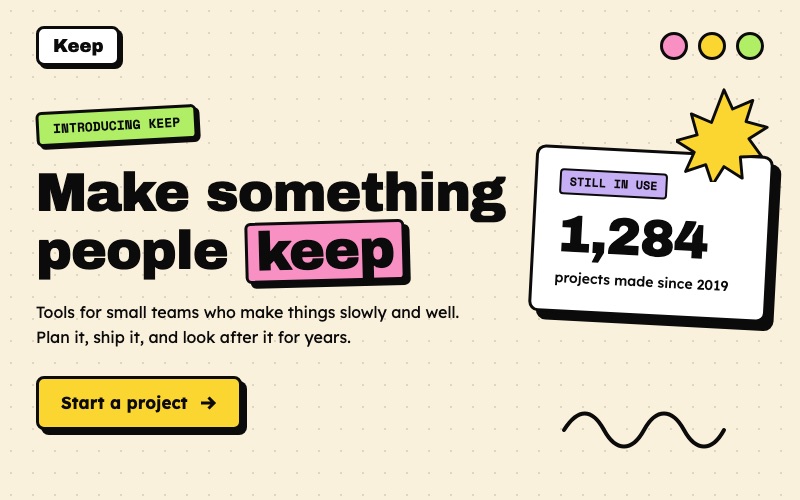 Keep
INTRODUCING KEEP
Make something
people keep
Tools for small teams who make things slowly and well.
Plan it, ship it, and look after it for years.
Start a project →
STILL IN USE
1,284
projects made since 2019